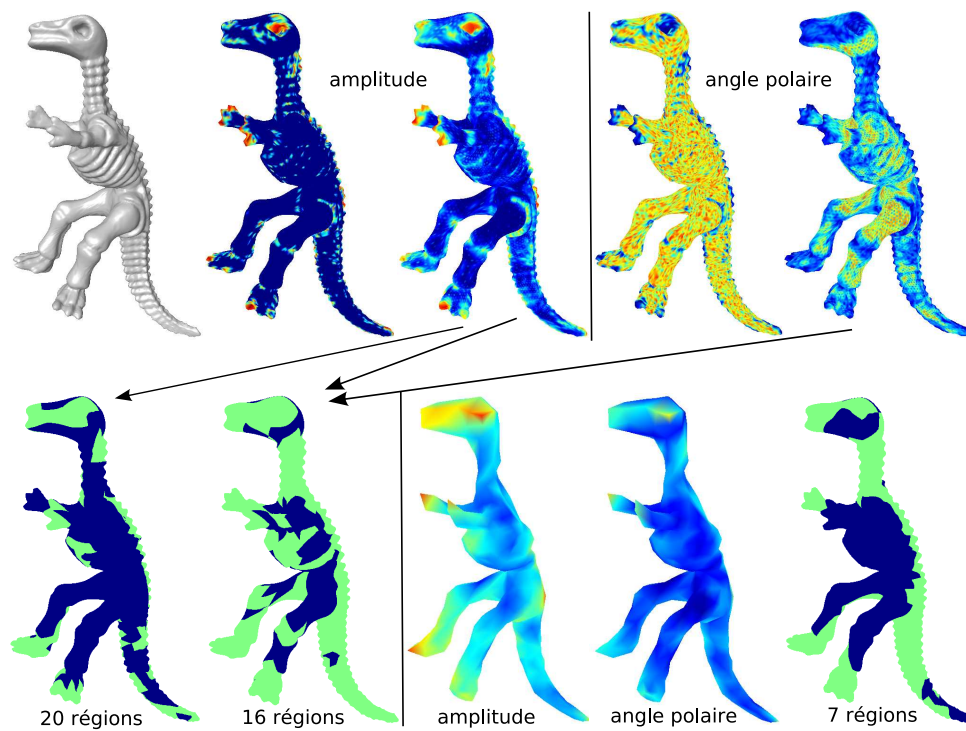 amplitude
angle polaire
20 régions
16 régions
amplitude
angle polaire
7 régions